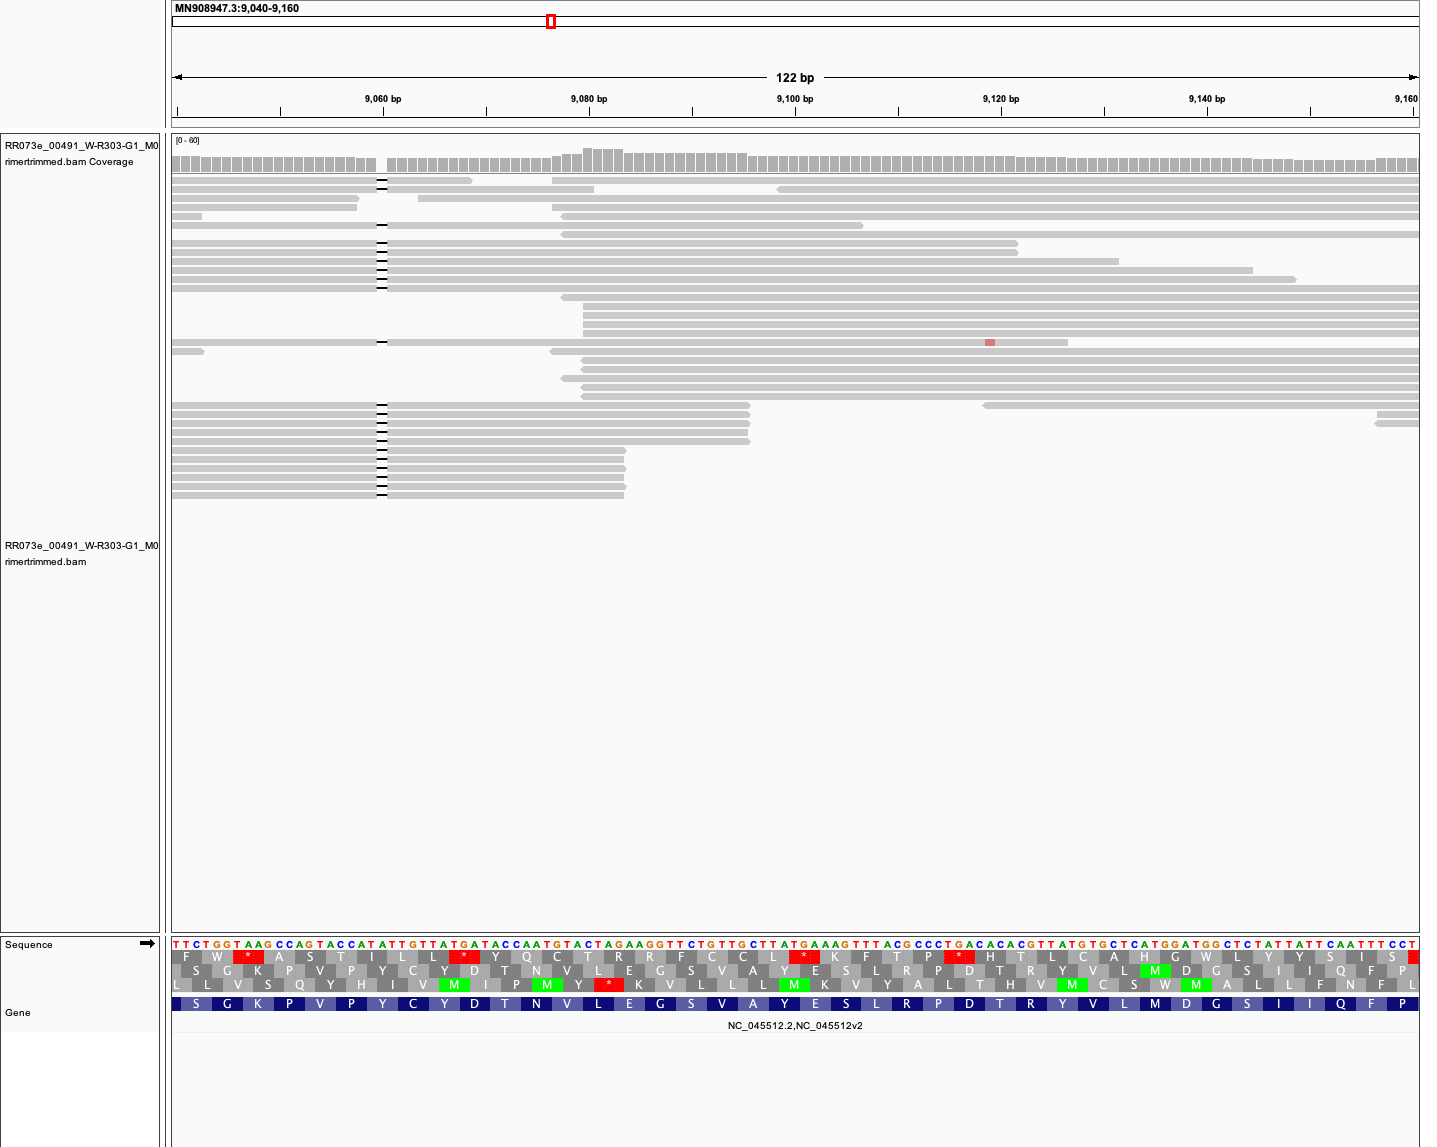 MN908947.3:9,040-9,160
122 bp
9,060 bp 9,080 bp 9,100 bp 9,120 bp 9,140 bp 9,160
RR073e_00491_W-R303-G1_M0
rimertrimmed.bam Coverage
[0 - 60]
RR073e_00491_W-R303-G1_M0
rimertrimmed.bam
Sequence
TTCTGGTAAGCCAGTACCATATTGTTATGATACCAATGTACTAGAAGGTTCTGTTGCTTATGAAAGTTTACGCCCTGACACACGTTATGTGCTCATGGATGGCTCTATTATTCAATTTCCT
F W * A S T I L L * Y Q C T R R F C C L * K F T P * H T L C A H G W L Y Y S I S
S G K P V P Y C Y D T N V L E G S V A Y E S L R P D T R Y V L M D G S I I Q F P
L L V S Q Y H I V M I P M Y * K V L L L M K V Y A L T H V M C S W M A L L F N F L
Gene
S G K P V P Y C Y D T N V L E G S V A Y E S L R P D T R Y V L M D G S I I Q F P
NC_045512.2,NC_045512v2